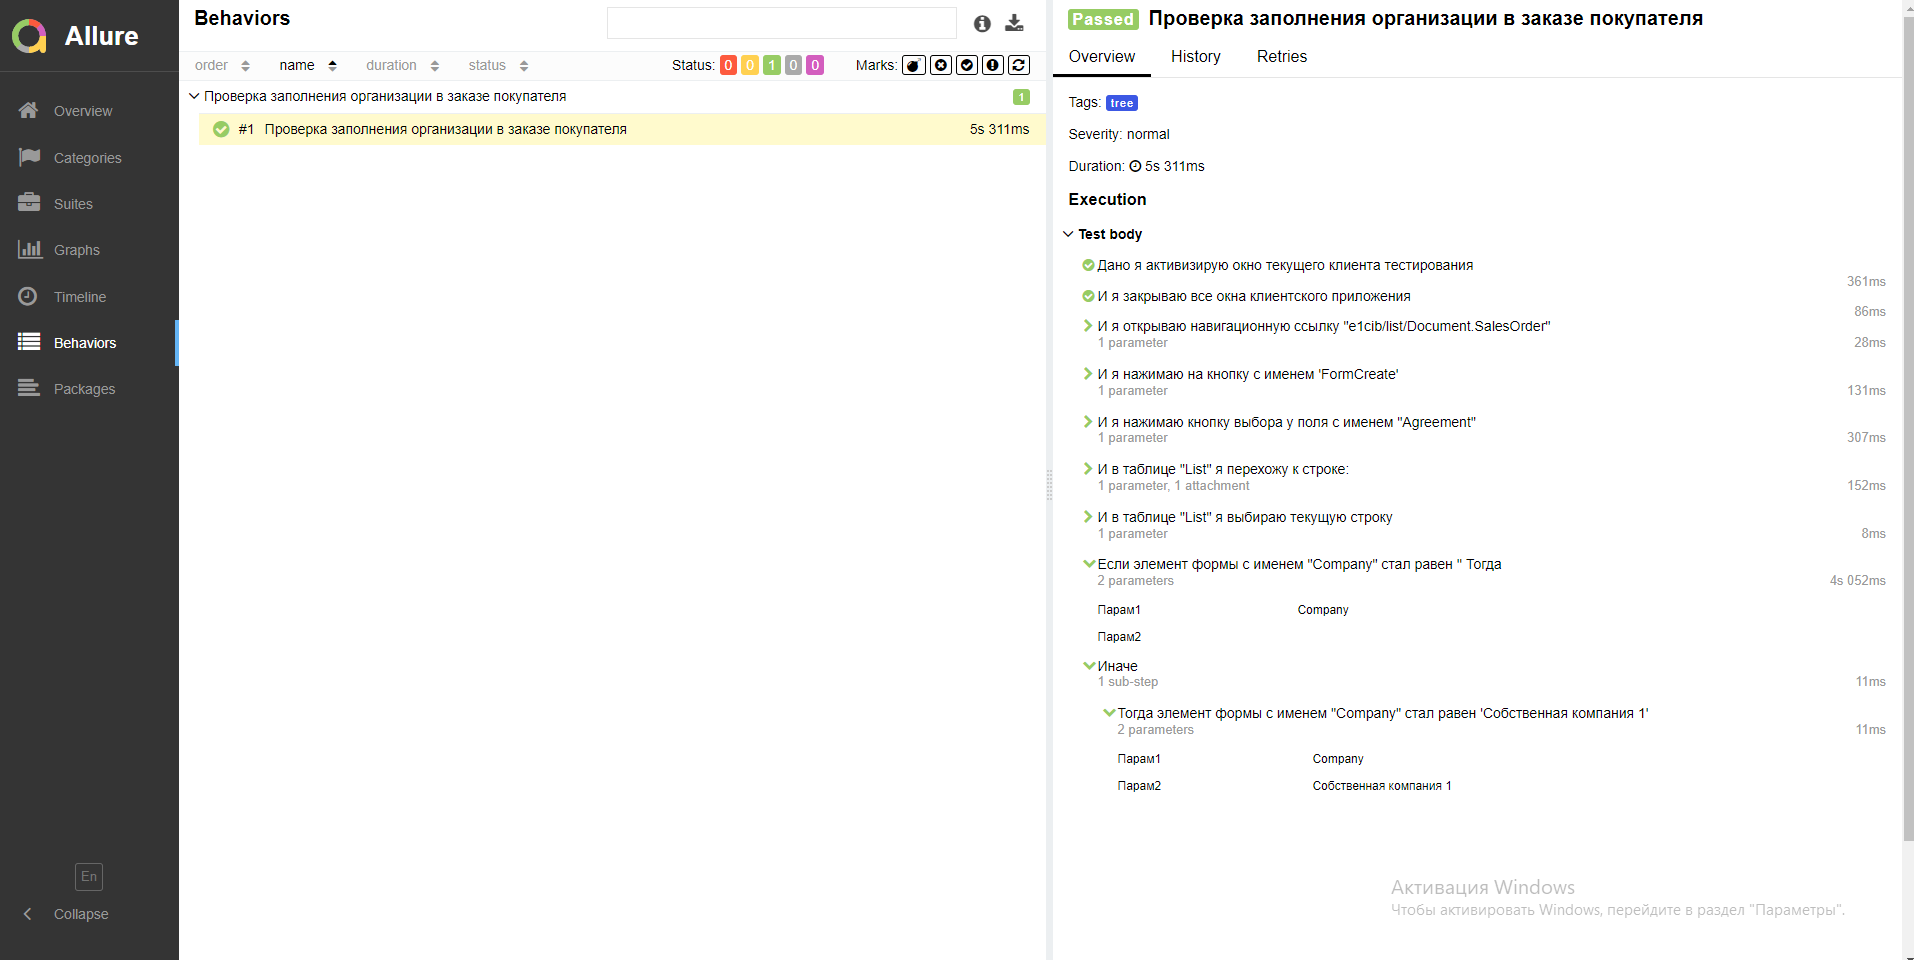 Allure
Overview
Categories
Suites
Graphs
Timeline
Behaviors
Packages
En
Collapse
Behaviors
order name duration status Status: 0 0 1 0 0 Marks:
Проверка заполнения организации в заказе покупателя 1
#1 Проверка заполнения организации в заказе покупателя 5s 311ms
Passed Проверка заполнения организации в заказе покупателя
Overview History Retries
Tags: tree
Severity: normal
Duration: 5s 311ms
Execution
Test body
Дано я активизирую окно текущего клиента тестирования
361ms
И я закрываю все окна клиентского приложения
86ms
И я открываю навигационную ссылку "e1cib/list/Document.SalesOrder"
1 parameter 28ms
И я нажимаю на кнопку с именем 'FormCreate'
1 parameter 131ms
И я нажимаю кнопку выбора у поля с именем "Agreement"
1 parameter 307ms
И в таблице "List" я перехожу к строке:
1 parameter, 1 attachment 152ms
И в таблице "List" я выбираю текущую строку
1 parameter 8ms
Если элемент формы с именем "Company" стал равен '' Тогда
2 parameters 4s 052ms
Парам1 Company
Парам2
Иначе
1 sub-step 11ms
Тогда элемент формы с именем "Company" стал равен 'Собственная компания 1'
2 parameters 11ms
Парам1 Company
Парам2 Собственная компания 1
Активация Windows
Чтобы активировать Windows, перейдите в раздел "Параметры".